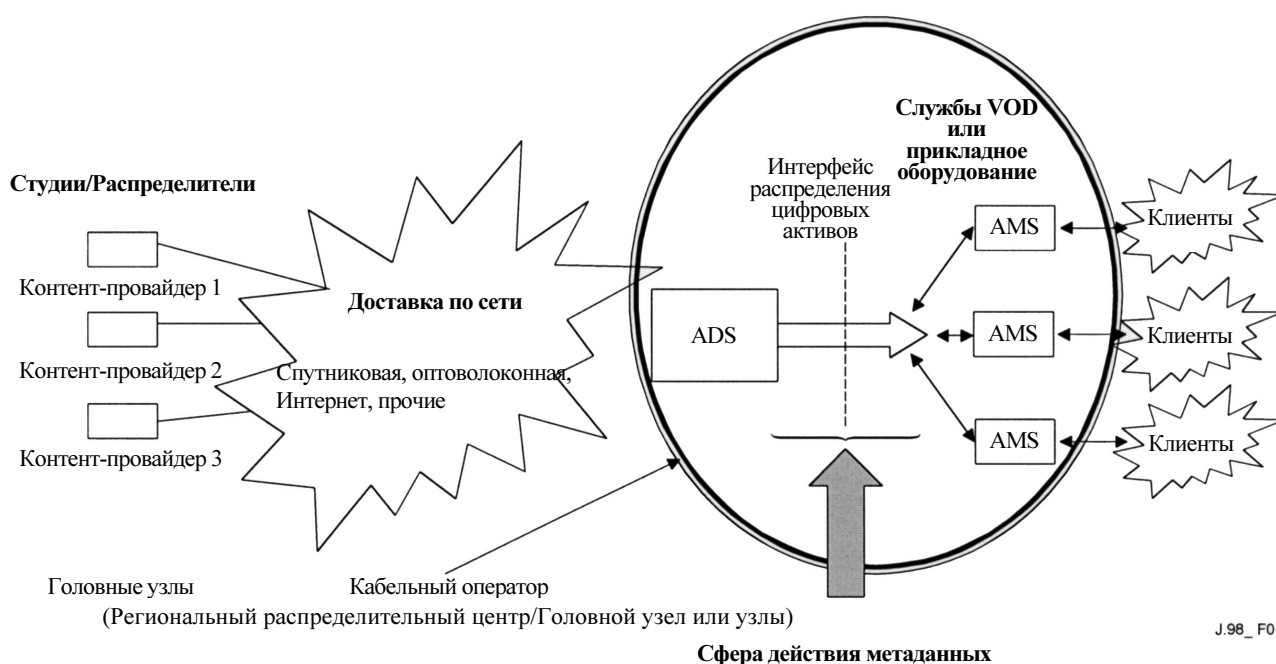 Студии/Распределители
Контент-провайдер 1
Контент-провайдер 2
Контент-провайдер 3
Доставка по сети
Спутниковая, оптоволоконная,
Интернет, прочие
ADS
Интерфейс
распределения
цифровых
активов
Службы VOD
или
прикладное
оборудование
AMS
AMS
AMS
Клиенты
Клиенты
Клиенты
Головные узлы
Кабельный оператор
(Региональный распределительный центр/Головной узел или узлы)
J.98_ F0
Сфера действия метаданных